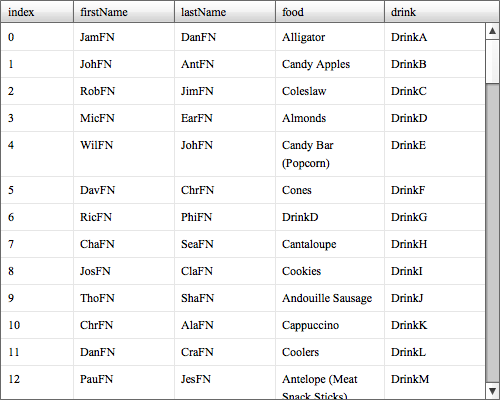 index firstName lastName food drink
0 JamFN DanFN Alligator DrinkA
1 JohFN AntFN Candy Apples DrinkB
2 RobFN JimFN Coleslaw DrinkC
3 MicFN EarFN Almonds DrinkD
4 WilFN JohFN Candy Bar DrinkE
(Popcorn)
5 DavFN ChrFN Cones DrinkF
6 RicFN PhiFN DrinkD DrinkG
7 ChaFN SeaFN Cantaloupe DrinkH
8 JosFN ClaFN Cookies DrinkI
9 ThoFN ShaFN Andouille Sausage DrinkJ
10 ChrFN AlaFN Cappuccino DrinkK
11 DanFN CraFN Coolers DrinkL
12 PauFN JesFN Antelope (Meat DrinkM
Snack Sticks)